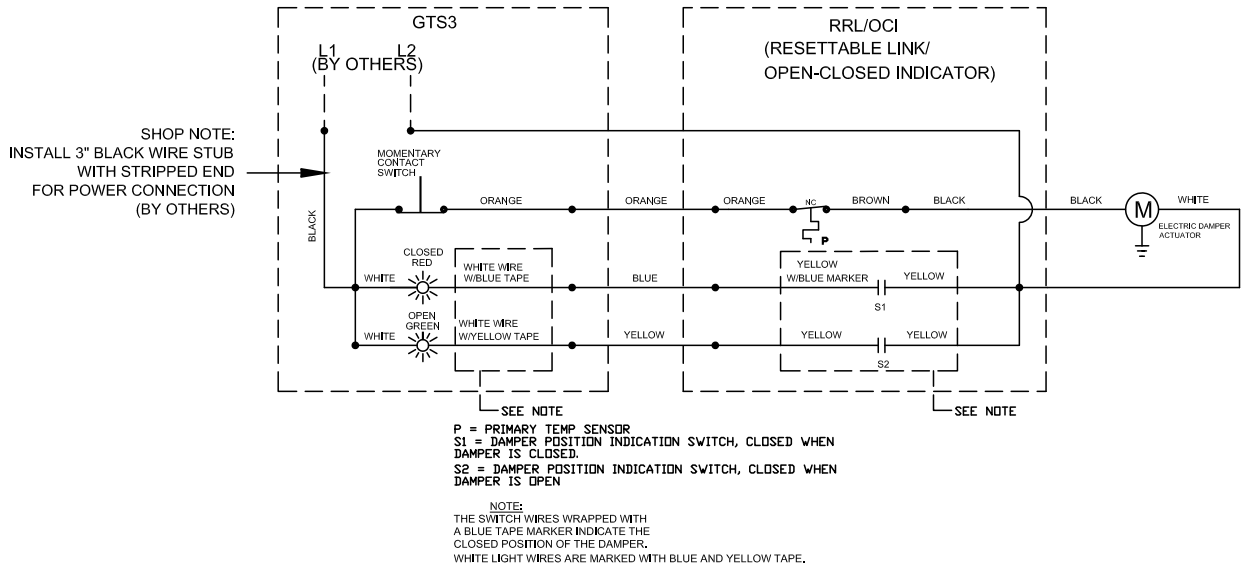 GTS3
L1 L2
(BY OTHERS)
RRL/OCI
(RESETTABLE LINK/
OPEN-CLOSED INDICATOR)
SHOP NOTE:
INSTALL 3" BLACK WIRE STUB
WITH STRIPPED END
FOR POWER CONNECTION
(BY OTHERS)
MOMENTARY
CONTACT
SWITCH
BLACK
ORANGE
ORANGE
ORANGE
NC
P
BROWN
BLACK
BLACK
M
WHITE
ELECTRIC DAMPER
ACTUATOR
WHITE
CLOSED
RED
WHITE WIRE
W/BLUE TAPE
BLUE
YELLOW
W/BLUE MARKER
YELLOW
S1
WHITE
OPEN
GREEN
WHITE WIRE
W/YELLOW TAPE
YELLOW
YELLOW
YELLOW
S2
SEE NOTE
SEE NOTE
P = PRIMARY TEMP SENSOR
S1 = DAMPER POSITION INDICATION SWITCH, CLOSED WHEN
DAMPER IS CLOSED.
S2 = DAMPER POSITION INDICATION SWITCH, CLOSED WHEN
DAMPER IS OPEN
NOTE:
THE SWITCH WIRES WRAPPED WITH
A BLUE TAPE MARKER INDICATE THE
CLOSED POSITION OF THE DAMPER.
WHITE LIGHT WIRES ARE MARKED WITH BLUE AND YELLOW TAPE.